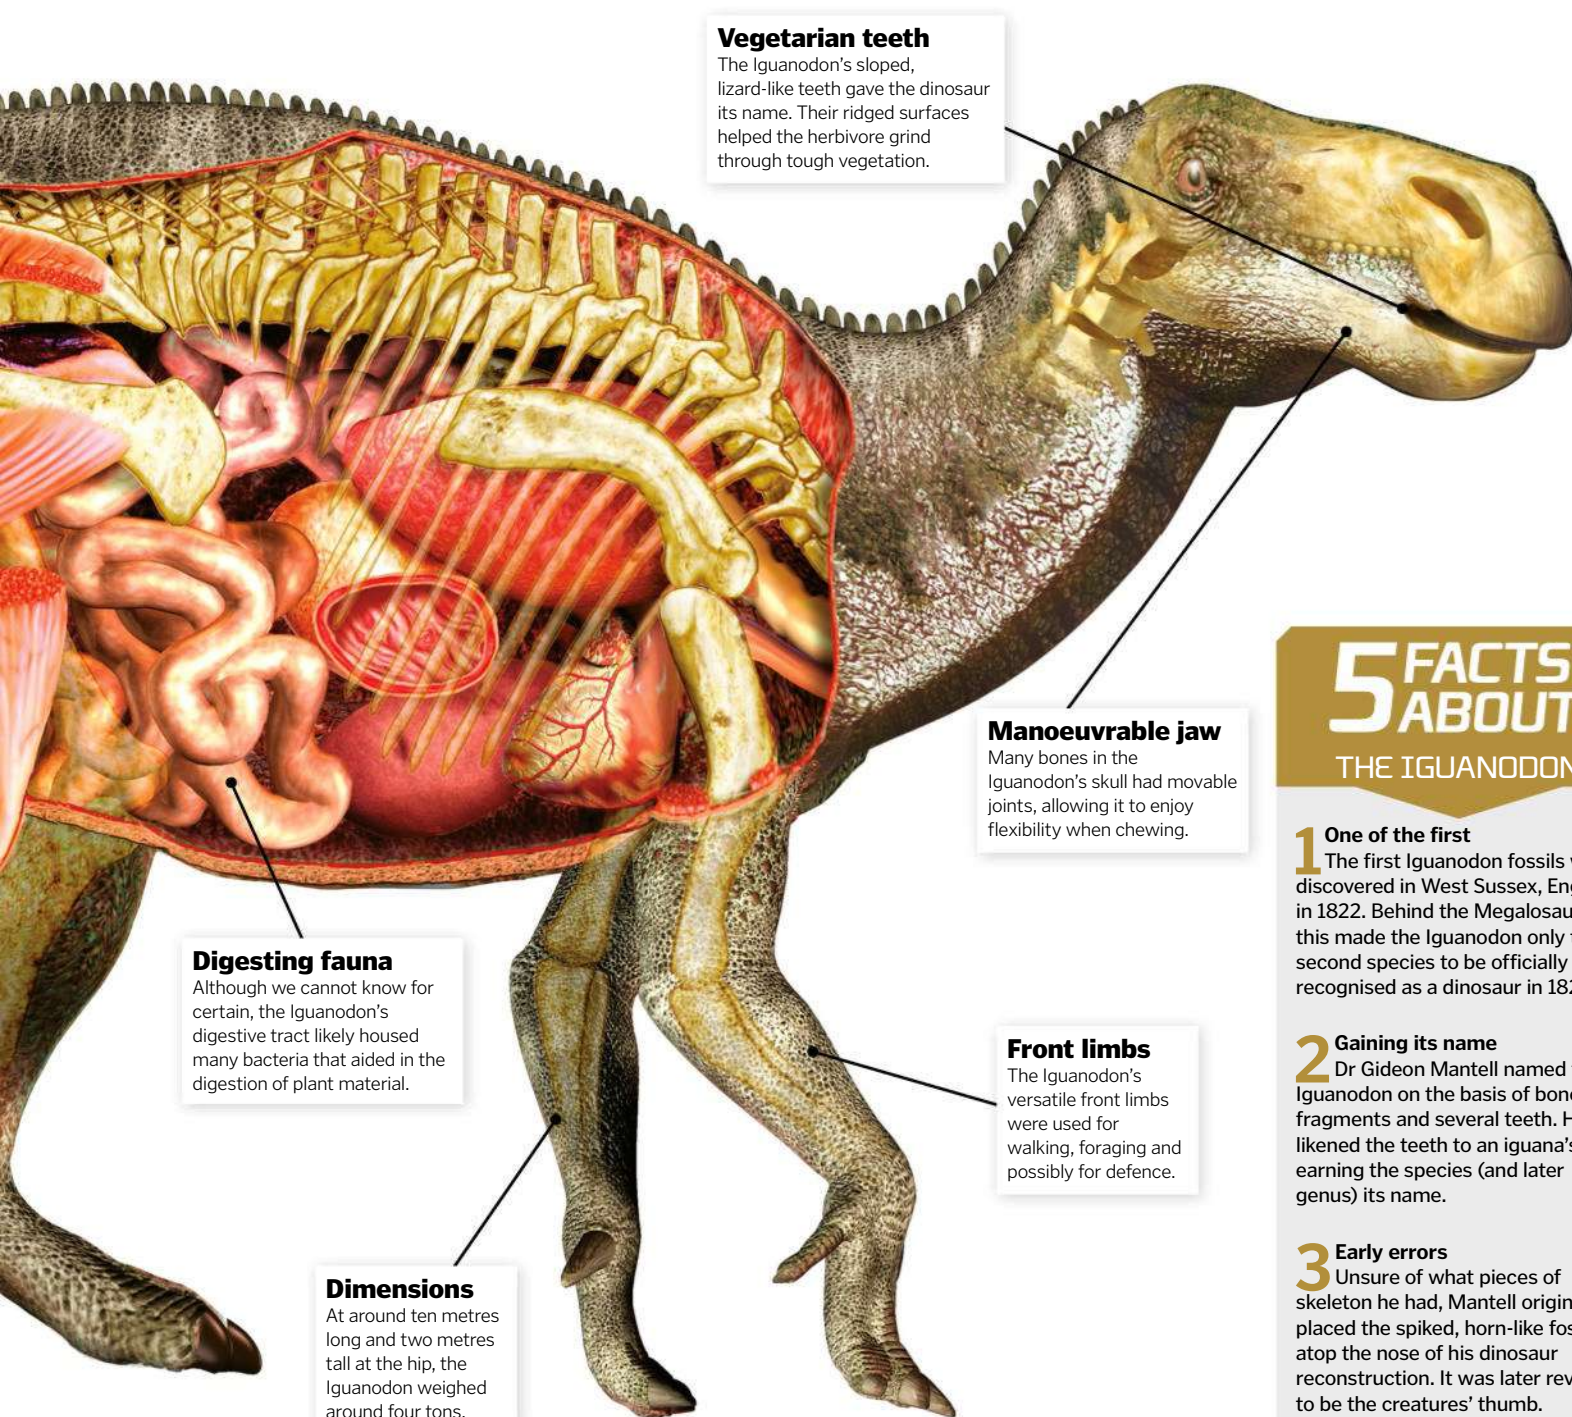 Vegetarian teeth
The Iguanodon's sloped,
lizard-like teeth gave the dinosaur
its name. Their ridged surfaces
helped the herbivore grind
through tough vegetation.
Manoeuvrable jaw
Many bones in the
Iguanodon's skull had movable
joints, allowing it to enjoy
flexibility when chewing.
Digesting fauna
Although we cannot know for
certain, the Iguanodon's
digestive tract likely housed
many bacteria that aided in the
digestion of plant material.
Front limbs
The Iguanodon's
versatile front limbs
were used for
walking, foraging and
possibly for defence.
Dimensions
At around ten metres
long and two metres
tall at the hip, the
Iguanodon weighed
around four tons.
5 FACTS
ABOUT
THE IGUANODON
1 One of the first
The first Iguanodon fossils
discovered in West Sussex,
in 1822. Behind the
this made the Iguanodon only
second species to be officially
recognised as a dinosaur in
2 Gaining its name
Dr Gideon Mantell named
Iguanodon on the basis of
fragments and several teeth.
likened the teeth to an iguana's
earning the species (and later
genus) its name.
3 Early errors
Unsure of what pieces of
skeleton he had, Mantell
placed the spiked, horn-like
atop the nose of his dinosaur
reconstruction. It was later
to be the creatures' thumb.